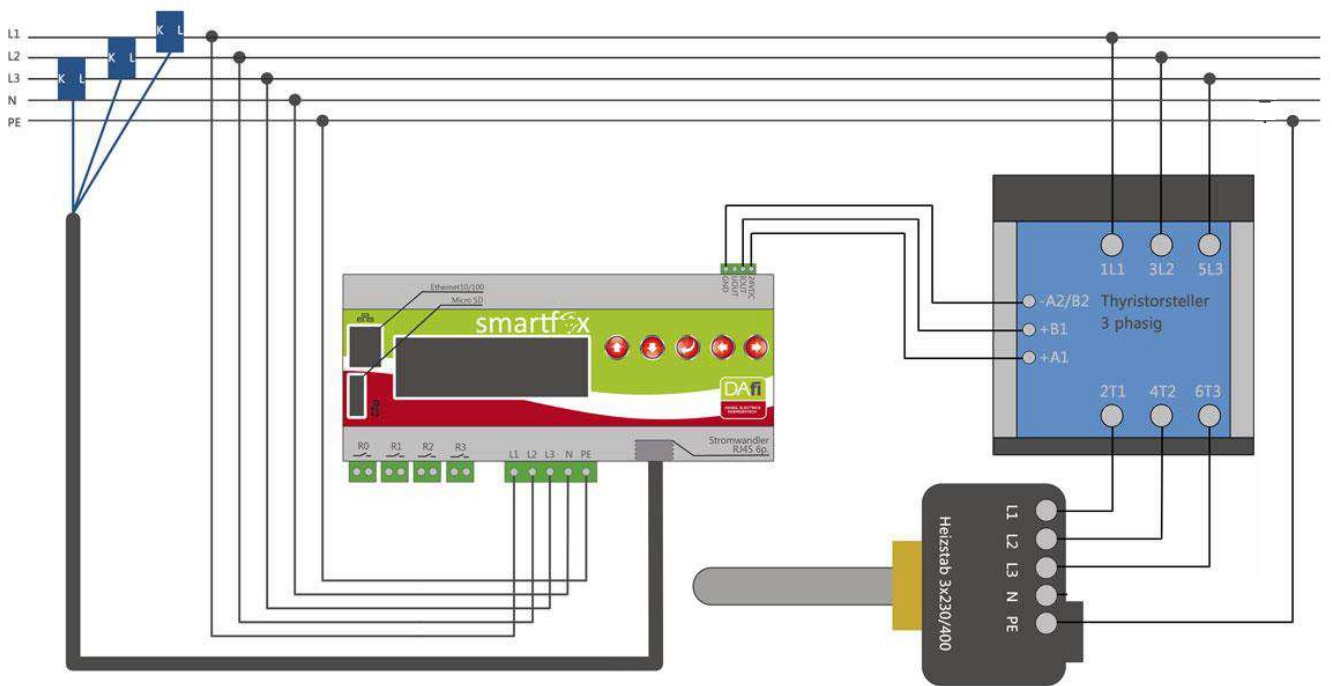 K L
K L
K L
L1
L2
L3
N
PE
GND
UOUT
IOUT
24VDC
Ethernet10/100
Micro SD
smartfox
DAfi
R0 R1 R2 R3
L1 L2 L3 N PE
Stromwandler
RJ45 6p.
1L1 3L2 5L3
-A2/B2
+B1
+A1
Thyristorsteller
3 phasig
2T1 4T2 6T3
Heizstab 3x230/400
L1
L2
L3
N
PE